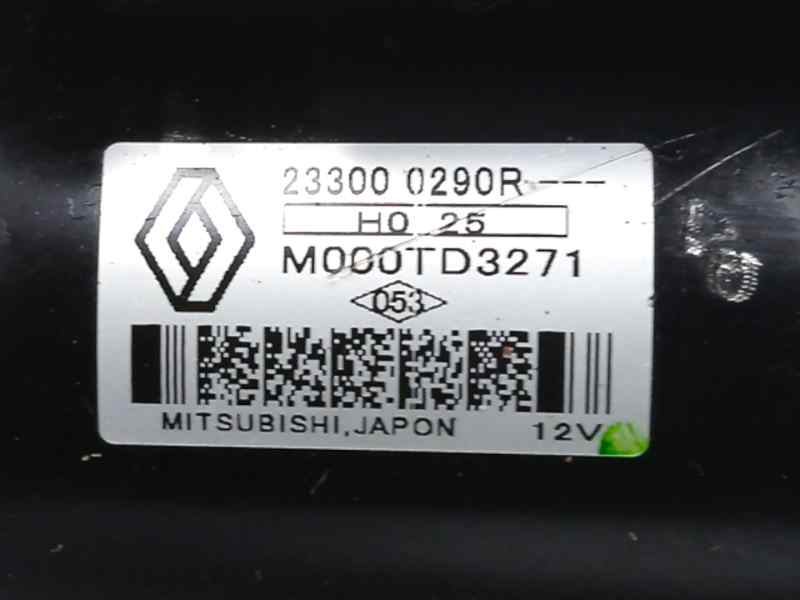 23300 0290R---
H0 25
M000TD3271
053
MITSUBISHI,JAPON 12V